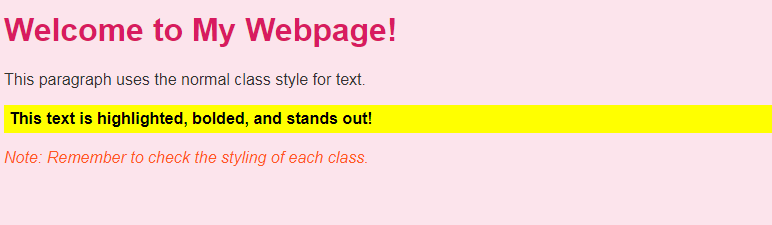 Welcome to My Webpage!
This paragraph uses the normal class style for text.
This text is highlighted, bolded, and stands out!
Note: Remember to check the styling of each class.